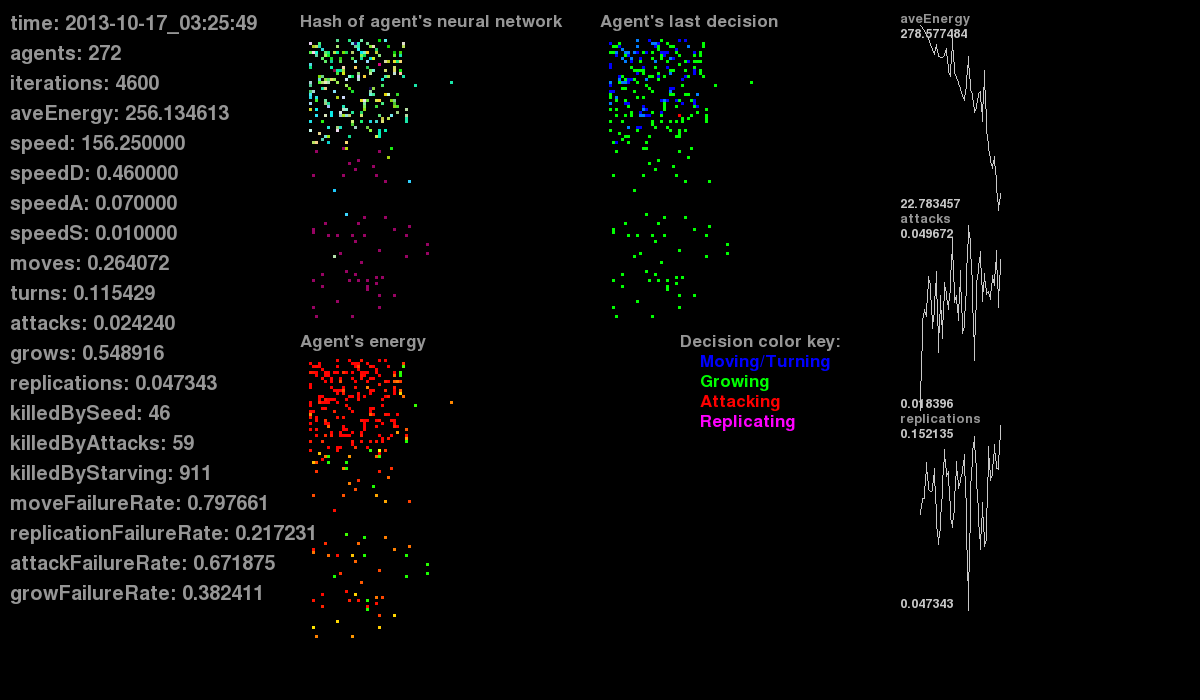 time: 2013-10-17_03:25:49
agents: 272
iterations: 4600
aveEnergy: 256.134613
speed: 156.250000
speedD: 0.460000
speedA: 0.070000
speedS: 0.010000
moves: 0.264072
turns: 0.115429
attacks: 0.024240
grows: 0.548916
replications: 0.047343
killedBySeed: 46
killedByAttacks: 59
killedByStarving: 911
moveFailureRate: 0.797661
replicationFailureRate: 0.217231
attackFailureRate: 0.671875
growFailureRate: 0.382411
Hash of agent's neural network
Agent's last decision
Agent's energy
Decision color key:
Moving/Turning
Growing
Attacking
Replicating
aveEnergy
278.577484
22.783457
attacks
0.049672
0.018396
replications
0.152135
0.047343